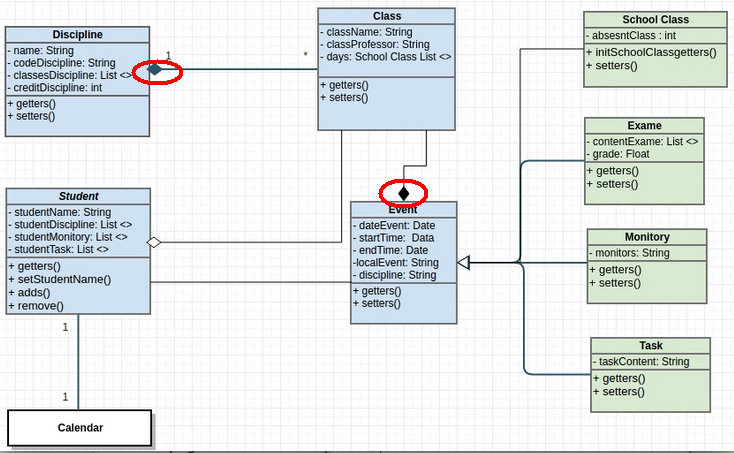 Discipline
- name: String
- codeDiscipline: String
- classesDiscipline: List <>
- creditDiscipline: int
+ getters()
+ setters()
1
*
Class
- className: String
- classProfessor: String
- days: School Class List <>
+ getters()
+ setters()
School Class
- absesntClass : int
+ initSchoolClassgetters()
+ setters()
Exame
- contentExame: List <>
- grade: Float
+ getters()
+ setters()
Student
- studentName: String
- studentDiscipline: List <>
- studentMonitory: List <>
- studentTask: List <>
+ getters()
+ setStudentName()
+ adds()
+ remove()
Event
- dateEvent: Date
- startTime: Data
- endTime: Date
-localEvent: String
- discipline: String
+ getters()
+ setters()
Monitory
- monitors: String
+ getters()
+ setters()
Task
- taskContent: String
+ getters()
+ setters()
1
1
Calendar